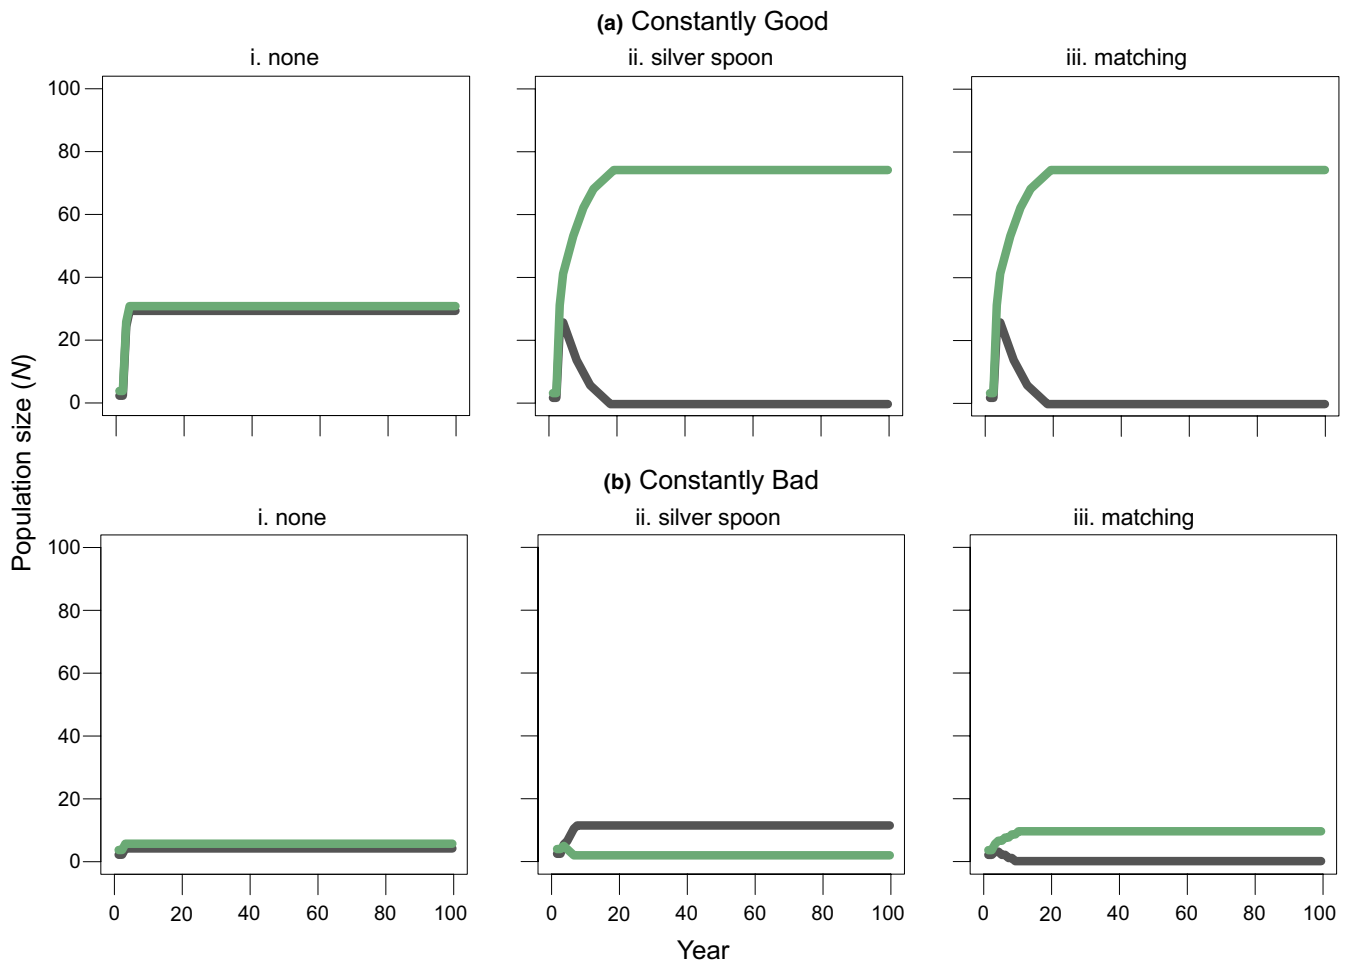 (a) Constantly Good
i. none
ii. silver spoon
iii. matching
100
80
60
40
20
0
Population size (N)
(b) Constantly Bad
i. none
ii. silver spoon
iii. matching
100
80
60
40
20
0
0 20 40 60 80 100
0 20 40 60 80 100
0 20 40 60 80 100
Year